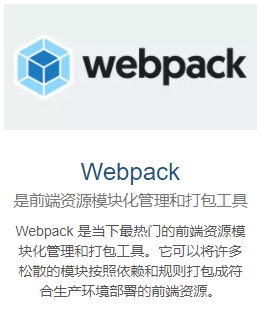 webpack
Webpack
是前端资源模块化管理和打包工具
Webpack 是当下最热门的前端资源模
块化管理和打包工具。它可以将许多
松散的模块按照依赖和规则打包成符
合生产环境部署的前端资源。